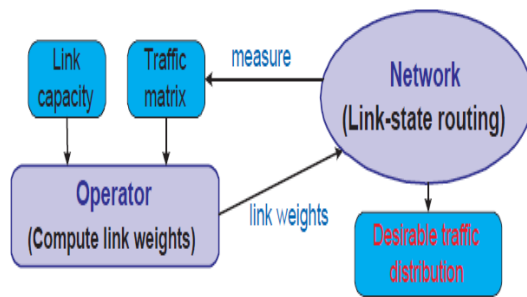 Link
capacity
Traffic
matrix
measure
Network
(Link-state routing)
Operator
(Compute link weights)
link weights
Desirable traffic
distribution